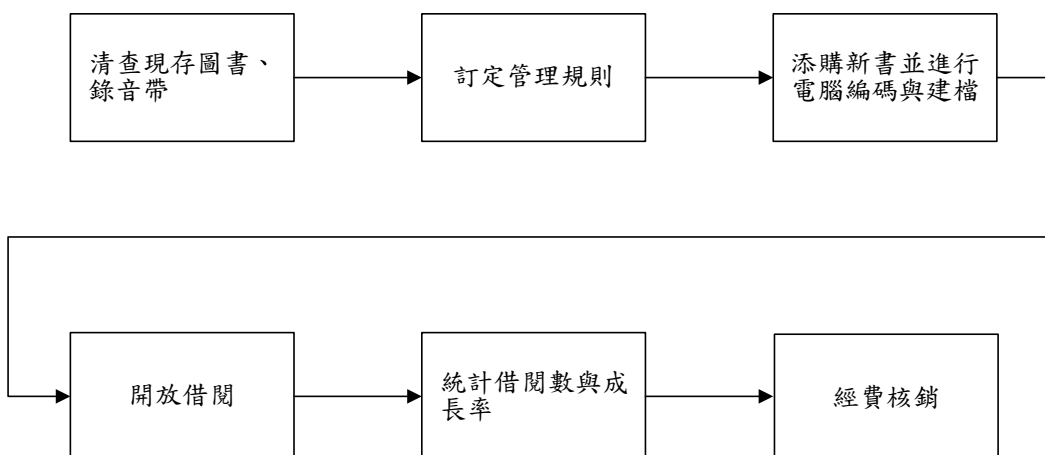 清查現存圖書、
錄音帶
訂定管理規則
添購新書並進行
電腦編碼與建檔
開放借閱
統計借閱數與成
長率
經費核銷